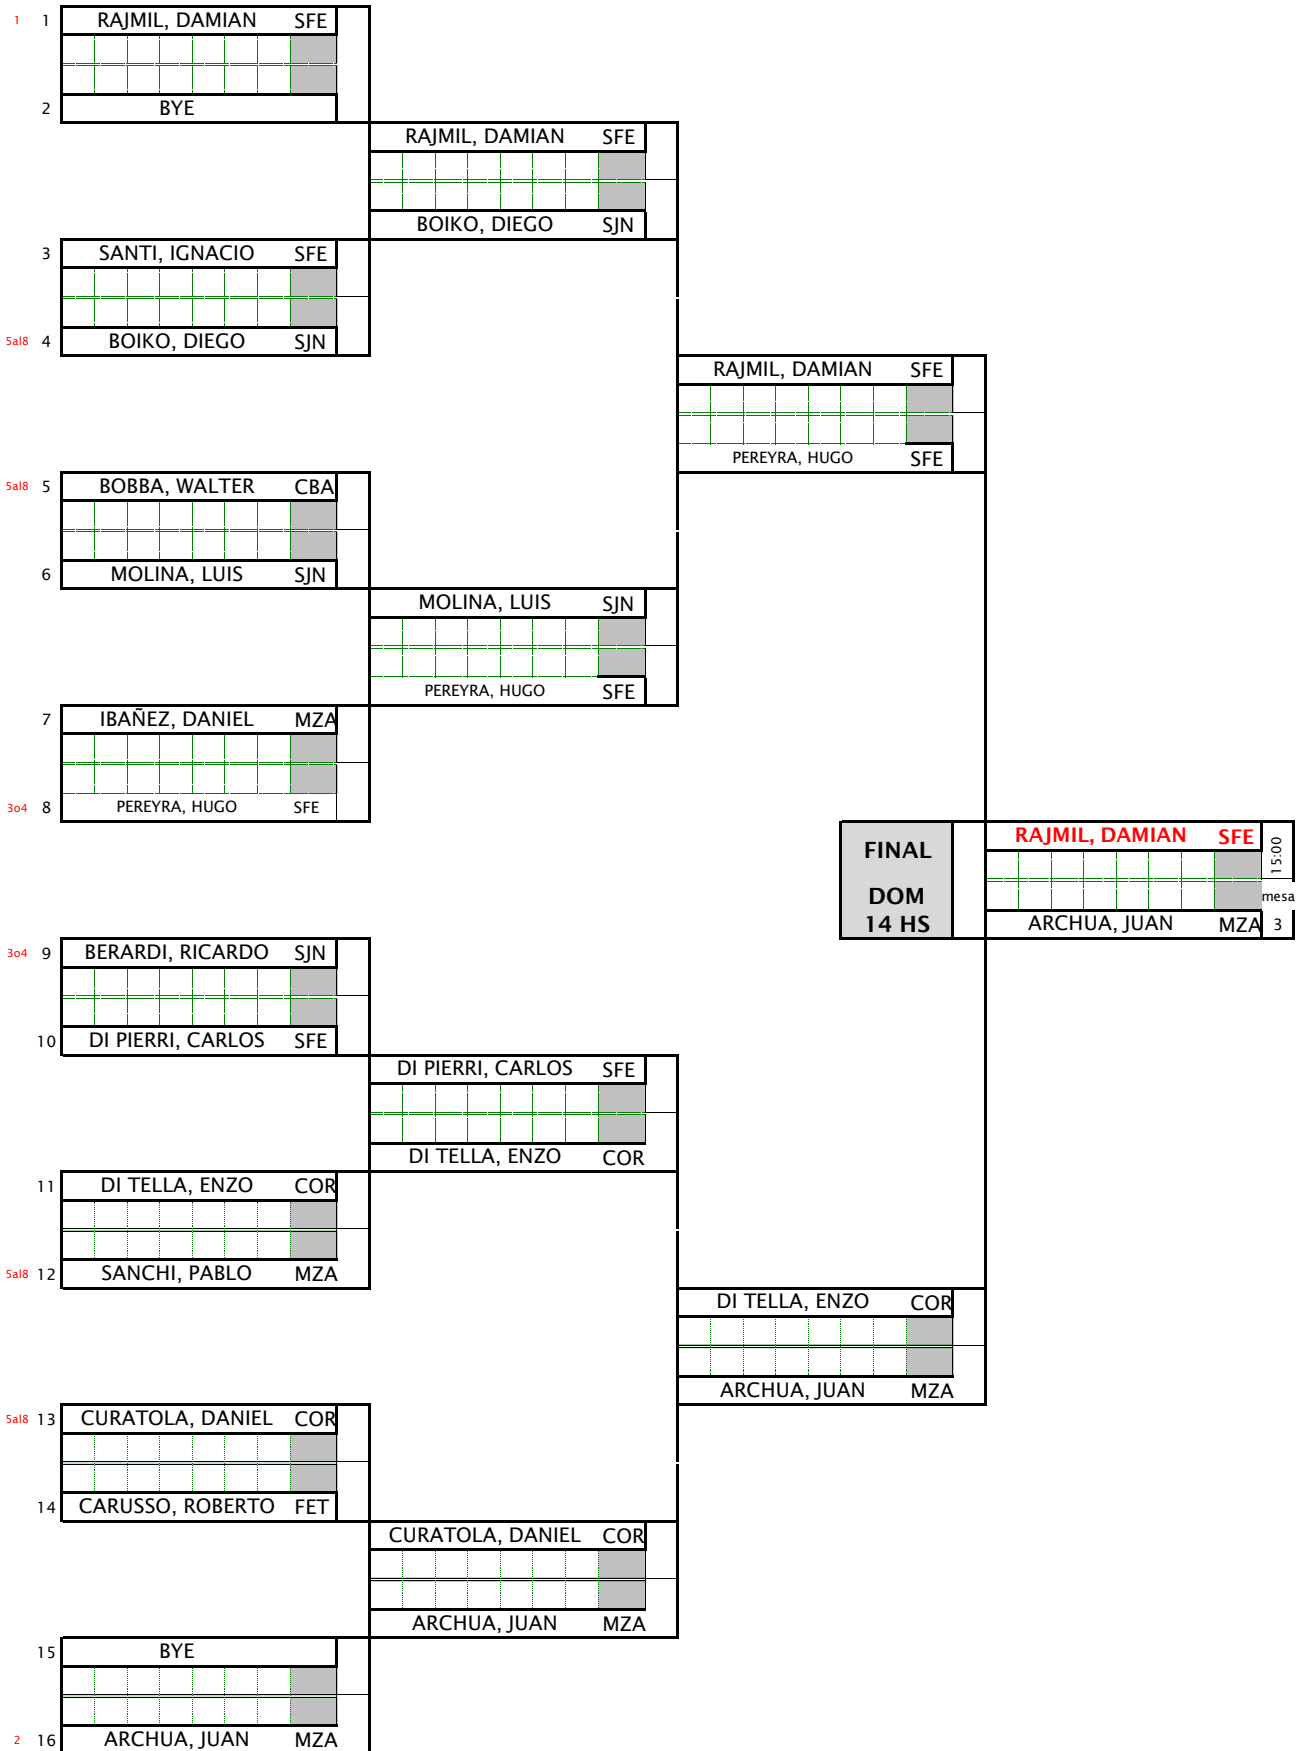 1 1 RAJMIL, DAMIAN SFE
2 BYE
RAJMIL, DAMIAN SFE
BOIKO, DIEGO SJN
3 SANTI, IGNACIO SFE
5al8 4 BOIKO, DIEGO SJN
RAJMIL, DAMIAN SFE
PEREYRA, HUGO SFE
5al8 5 BOBBA, WALTER CBA
6 MOLINA, LUIS SJN
MOLINA, LUIS SJN
PEREYRA, HUGO SFE
7 IBAÑEZ, DANIEL MZA
3o4 8 PEREYRA, HUGO SFE
FINAL
DOM
14 HS
RAJMIL, DAMIAN SFE
15:00
mesa
ARCHUA, JUAN MZA 3
3o4 9 BERARDI, RICARDO SJN
10 DI PIERRI, CARLOS SFE
DI PIERRI, CARLOS SFE
DI TELLA, ENZO COR
11 DI TELLA, ENZO COR
5al8 12 SANCHI, PABLO MZA
DI TELLA, ENZO COR
ARCHUA, JUAN MZA
5al8 13 CURATOLA, DANIEL COR
14 CARUSSO, ROBERTO FET
CURATOLA, DANIEL COR
ARCHUA, JUAN MZA
15 BYE
2 16 ARCHUA, JUAN MZA